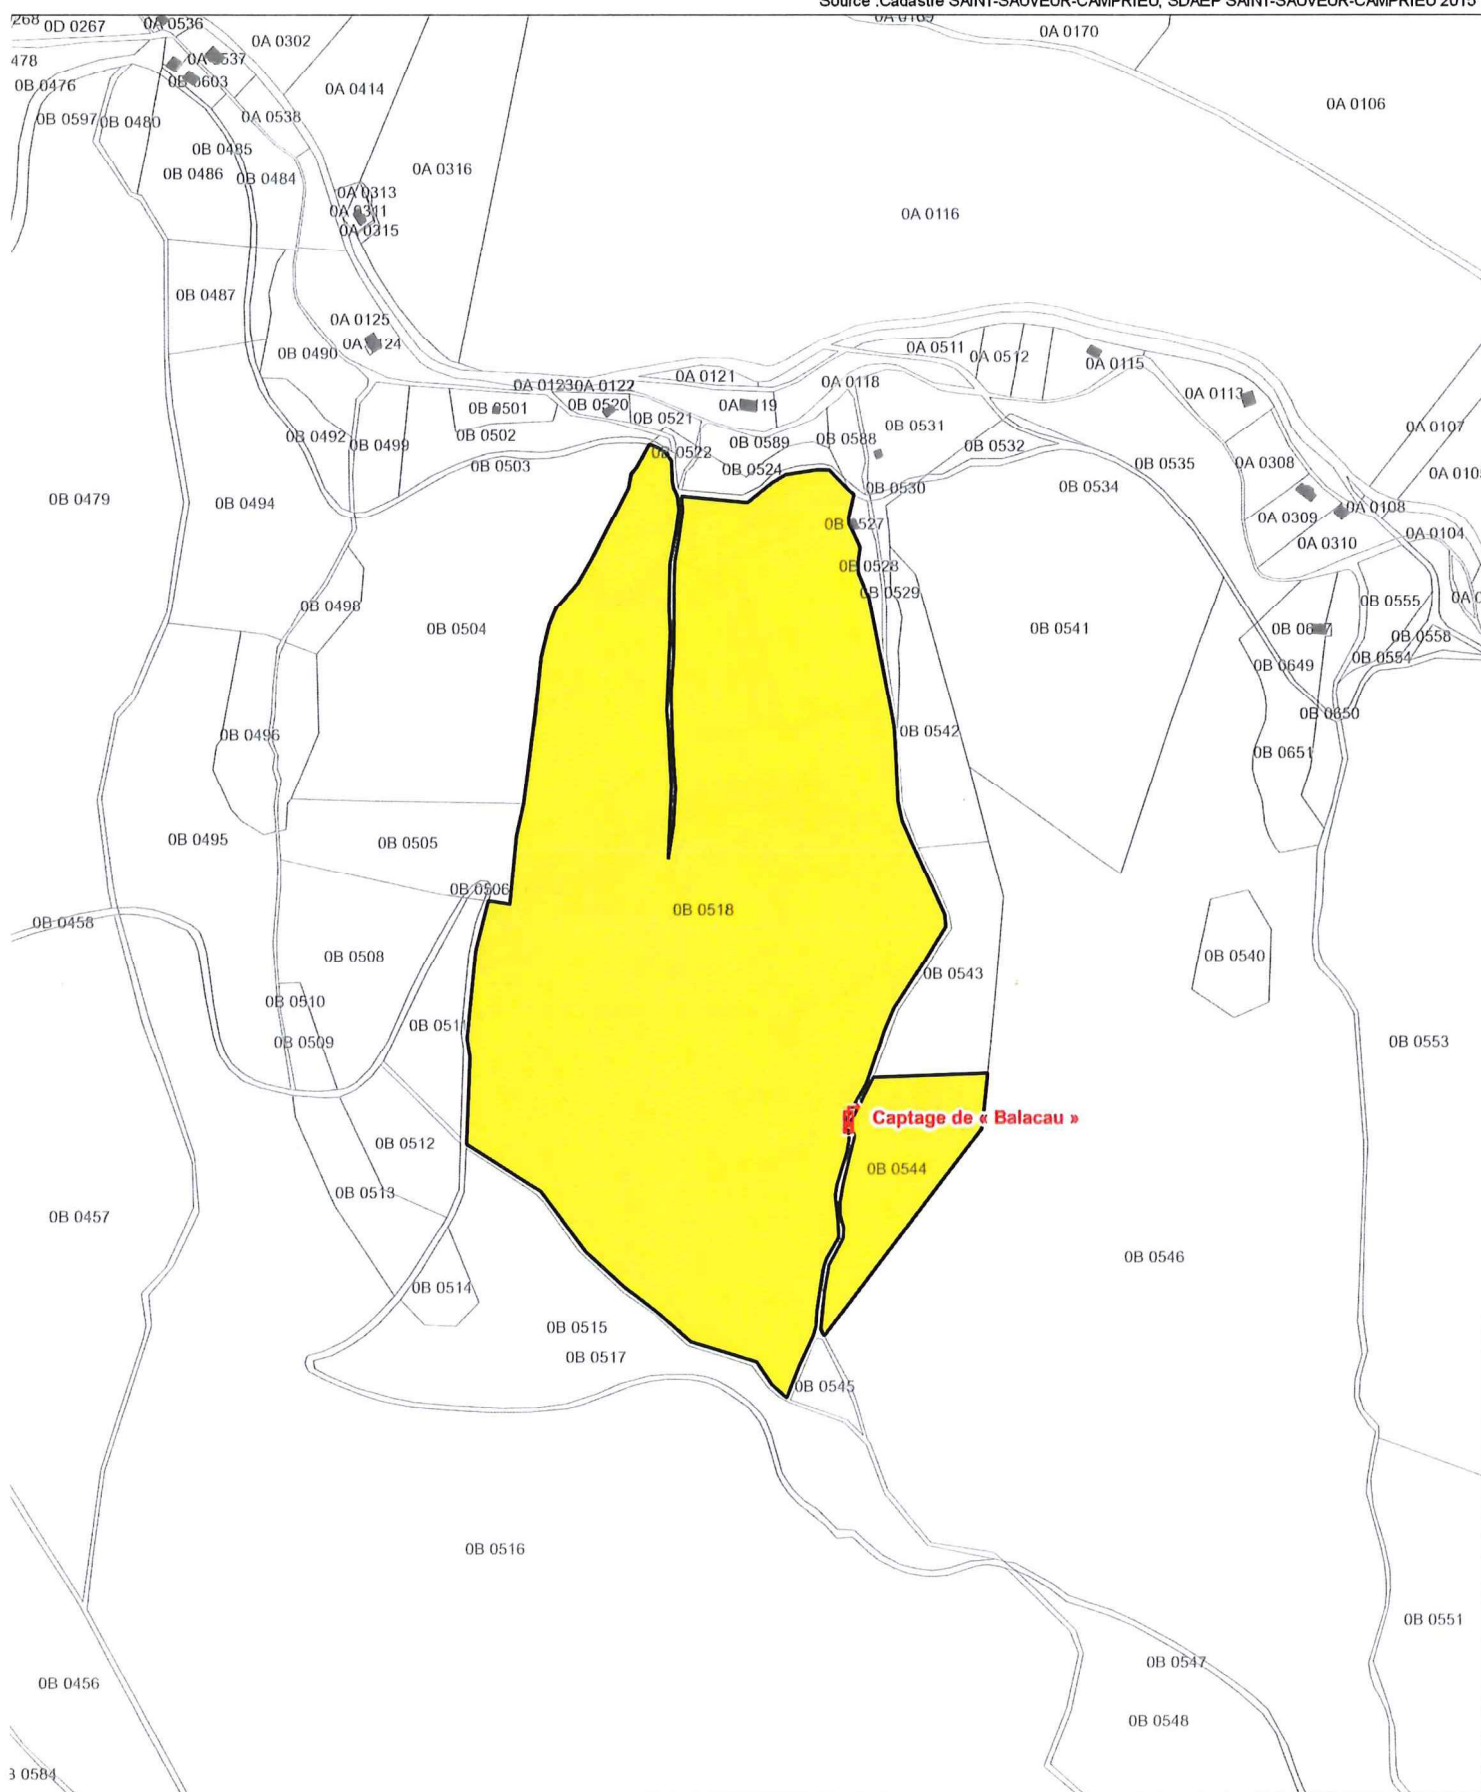 Source :Cadastre SAINT-SAUVEUR-CAMPRIEU, SDAEP SAINT-SAUVEUR-CAMPRIEU 2015
268
0D 0267
0A 0536
0A 0302
0A 0170
478
0A 0537
0B 0476
0B 0603
0A 0414
0A 0106
0B 0597
0B 0480
0A 0538
0B 0485
0B 0486
0B 0484
0A 0316
0A 0313
0A 0311
0A 0315
0A 0116
0B 0487
0A 0125
0B 0490
0A 0511
0A 0512
0A 0115
0A 0123
0A 0122
0A 0121
0A 0118
0A 0113
0B 0501
0B 0520
0B 0521
0B 0492
0B 0499
0B 0502
0B 0503
0B 0522
0B 0589
0B 0524
0B 0588
0B 0531
0B 0532
0A 0107
0B 0535
0A 0308
0B 0479
0B 0494
0B 0530
0B 0534
0A 0108
0A 0309
0B 0527
0A 0310
0A 0104
0B 0528
0B 0529
0B 0498
0B 0504
0B 0541
0B 0555
0B 0558
0B 0649
0B 0554
0B 0650
0B 0496
0B 0542
0B 0651
0B 0495
0B 0505
0B 0506
0B 0518
0B 0458
0B 0508
0B 0543
0B 0540
0B 0510
0B 0511
0B 0509
0B 0553
Captage de « Balacau »
0B 0512
0B 0544
0B 0513
0B 0457
0B 0546
0B 0514
0B 0515
0B 0517
0B 0545
0B 0516
0B 0551
0B 0547
0B 0456
0B 0548
0584